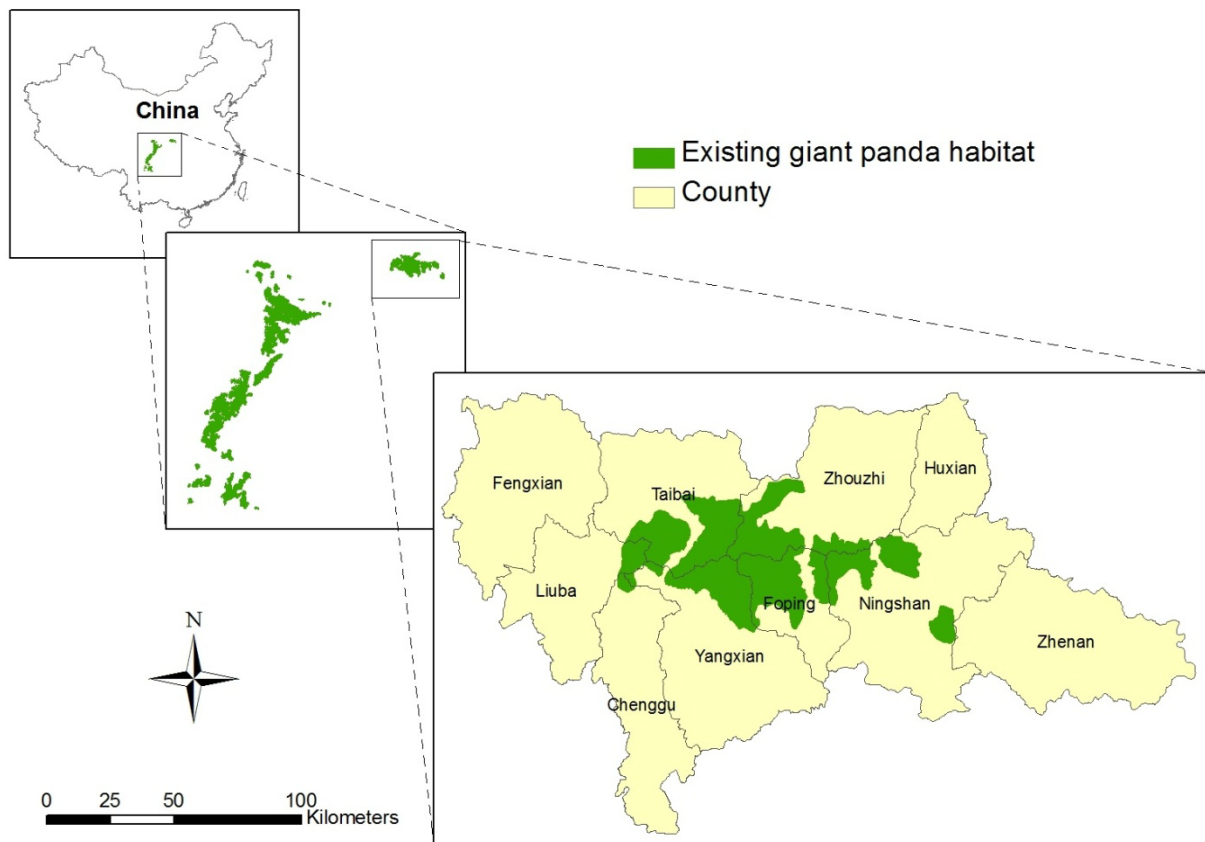 China
Existing giant panda habitat
County
Fengxian
Taibai
Zhouzhi
Huxian
Liuba
Foping
Ningshan
Yangxian
Zhenan
Chenggu
N
0 25 50 100
Kilometers